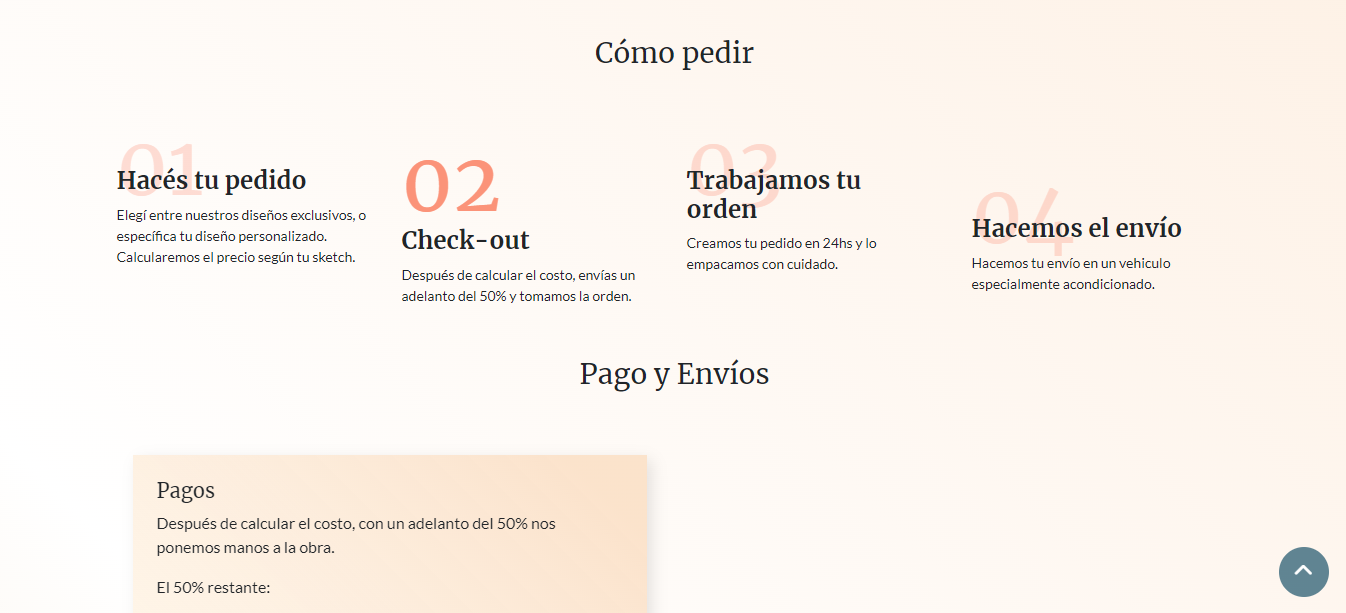 Cómo pedir
01
Hacés tu pedido
Elegí entre nuestros diseños exclusivos, o
específica tu diseño personalizado.
Calcularemos el precio según tu sketch.
02
Check-out
Después de calcular el costo, envías un
adelanto del 50% y tomamos la orden.
03
Trabajamos tu
orden
Creamos tu pedido en 24hs y lo
empacamos con cuidado.
04
Hacemos el envío
Hacemos tu envío en un vehiculo
especialmente acondicionado.
Pago y Envíos
Pagos
Después de calcular el costo, con un adelanto del 50% nos
ponemos manos a la obra.
El 50% restante: